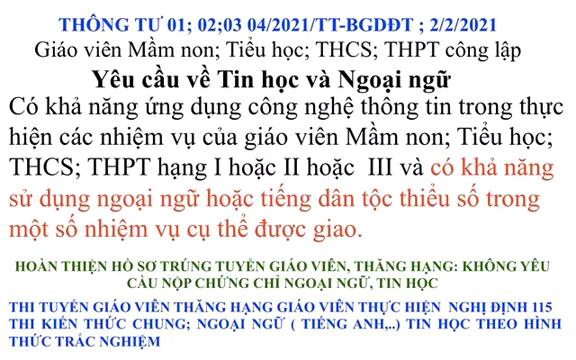 THÔNG TƯ 01; 02;03 04/2021/TT-BGDĐT ; 2/2/2021
Giáo viên Mầm non; Tiểu học; THCS; THPT công lập
Yêu cầu về Tin học và Ngoại ngữ
Có khả năng ứng dụng công nghệ thông tin trong thực
hiện các nhiệm vụ của giáo viên Mầm non; Tiểu học;
THCS; THPT hạng I hoặc II hoặc III và có khả năng
sử dụng ngoại ngữ hoặc tiếng dân tộc thiểu số trong
một số nhiệm vụ cụ thể được giao.
HOÀN THIỆN HỒ SƠ TRÚNG TUYỂN GIÁO VIÊN, THĂNG HẠNG: KHÔNG YÊU
CẦU NỘP CHỨNG CHỈ NGOẠI NGỮ, TIN HỌC
THI TUYỂN GIÁO VIÊN THĂNG HẠNG GIÁO VIÊN THỰC HIỆN NGHỊ ĐỊNH 115
THI KIẾN THỨC CHUNG; NGOẠI NGỮ ( TIẾNG ANH,..) TIN HỌC THEO HÌNH
THỨC TRẮC NGHIỆM